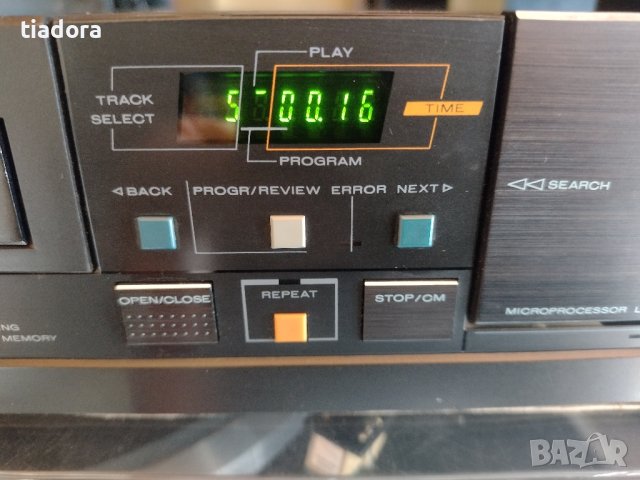 tiadora
PLAY
TRACK
SELECT
5 00.16
TIME
PROGRAM
◁BACK
PROGR/REVIEW
ERROR
NEXT▷
◁◁ SEARCH
OPEN/CLOSE
REPEAT
STOP/CM
MICROPROCESSOR L
NG
MEMORY
BAZAR